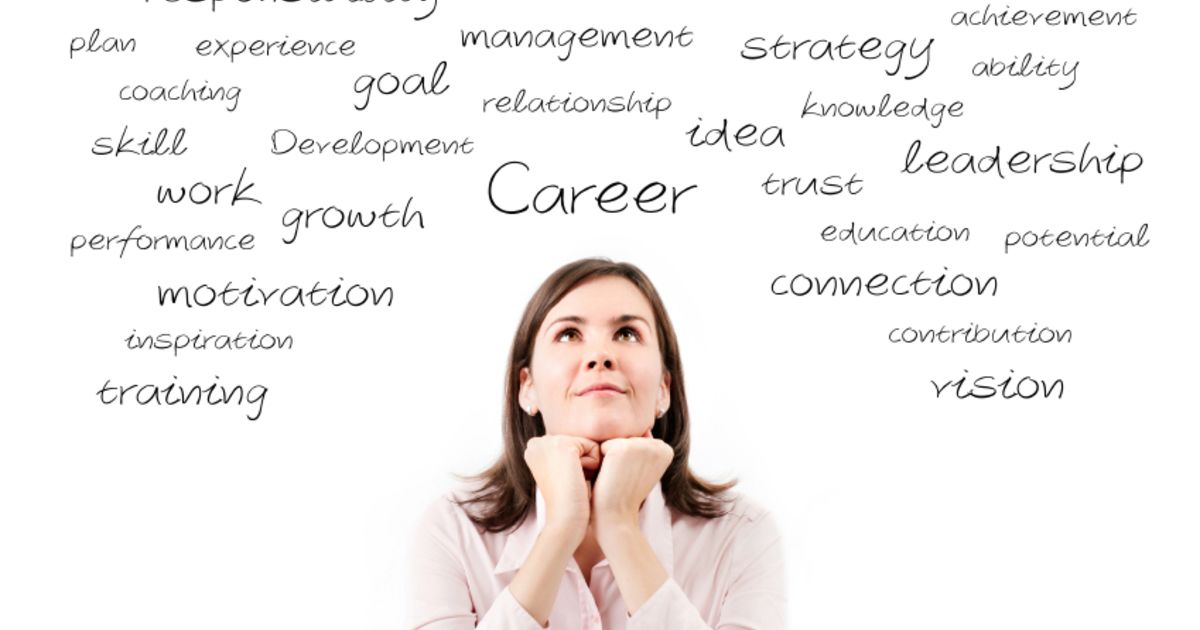 responsibility
achievement
plan
experience
management
strategy
ability
coaching
goal
relationship
knowledge
skill
Development
idea
leadership
work
growth
Career
trust
performance
education
potential
motivation
connection
inspiration
contribution
training
vision